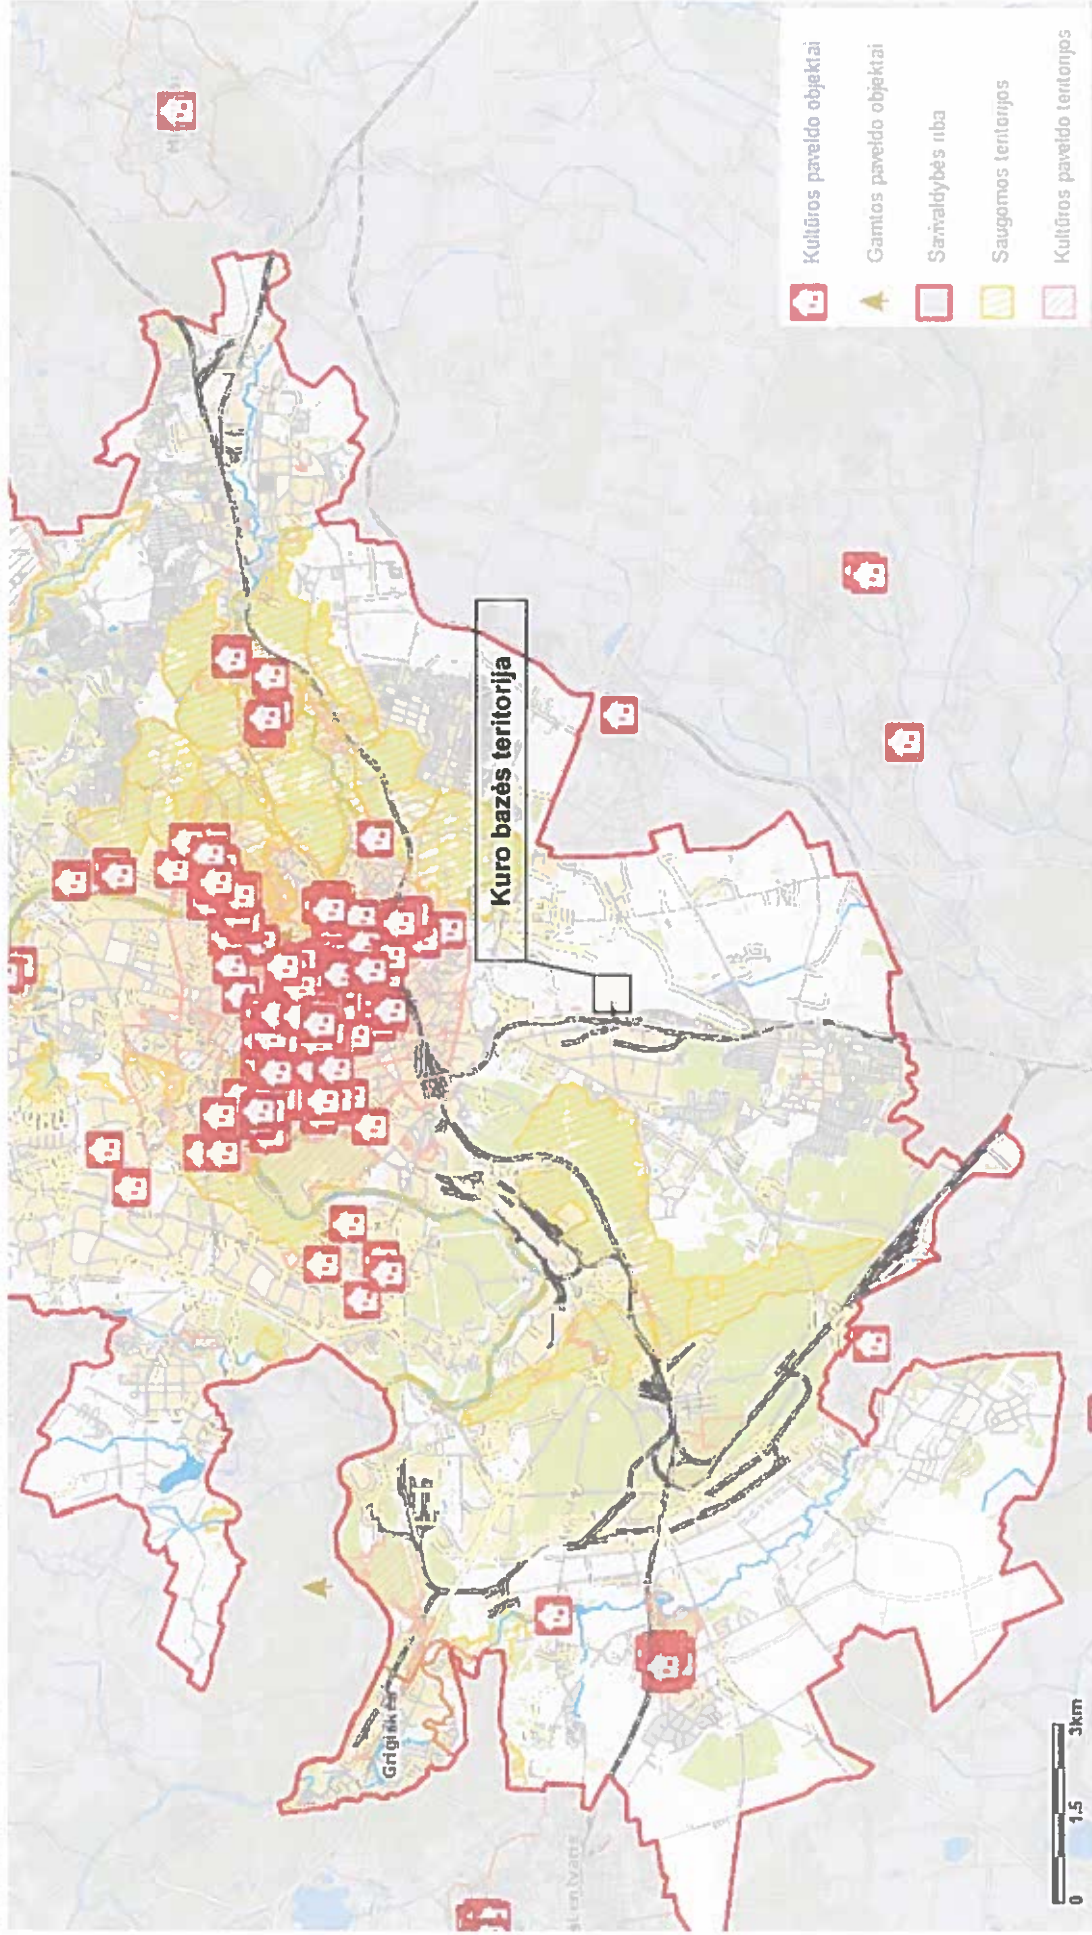 Kuro bazės teritorija
Grigiškės
Kultūros paveldo objektai
Gamtos paveldo objektai
Savivaldybės riba
Saugomos teritorijos
Kultūros paveldo teritorijos
0 1.5 3km